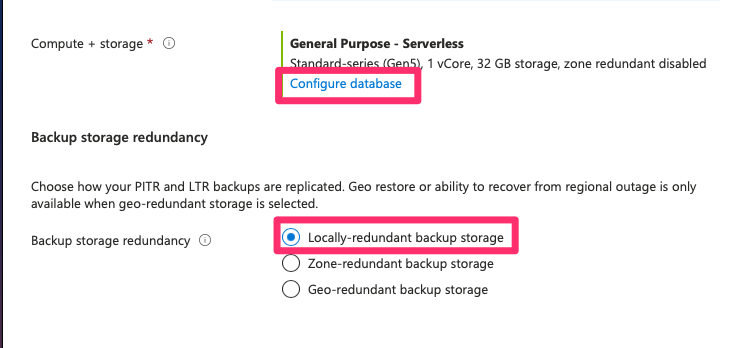 Compute + storage *
General Purpose - Serverless
Standard-series (Gen5), 1 vCore, 32 GB storage, zone redundant disabled
Configure database
Backup storage redundancy
Choose how your PITR and LTR backups are replicated. Geo restore or ability to recover from regional outage is only
available when geo-redundant storage is selected.
Backup storage redundancy
Locally-redundant backup storage
Zone-redundant backup storage
Geo-redundant backup storage